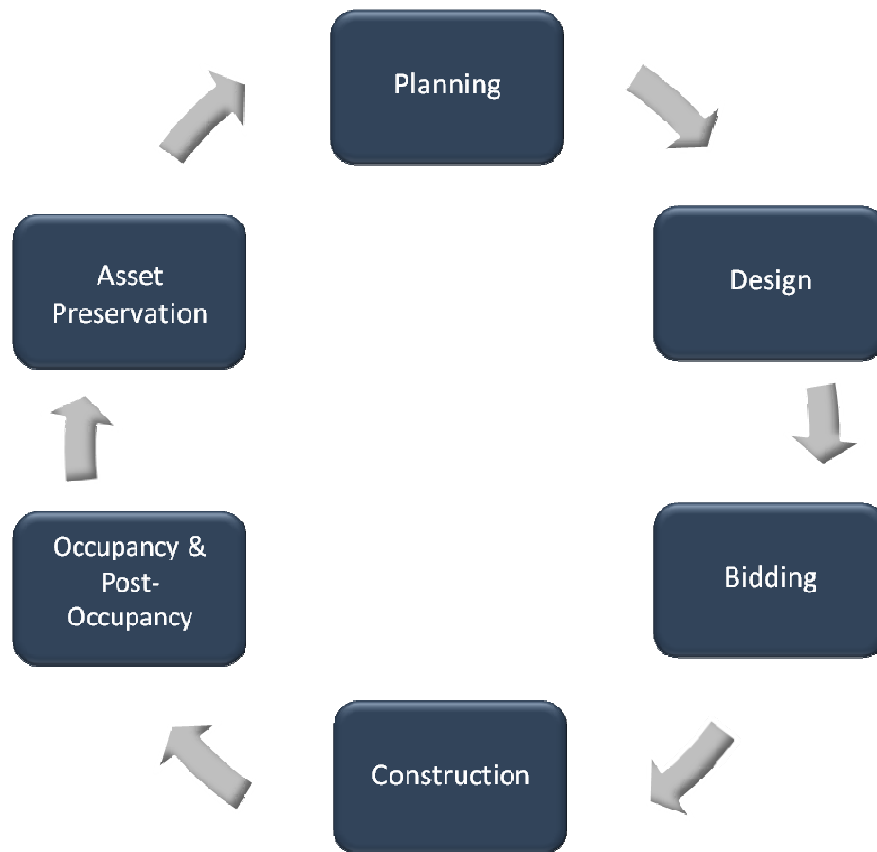 Planning
Design
Bidding
Construction
Occupancy &
Post-
Occupancy
Asset
Preservation